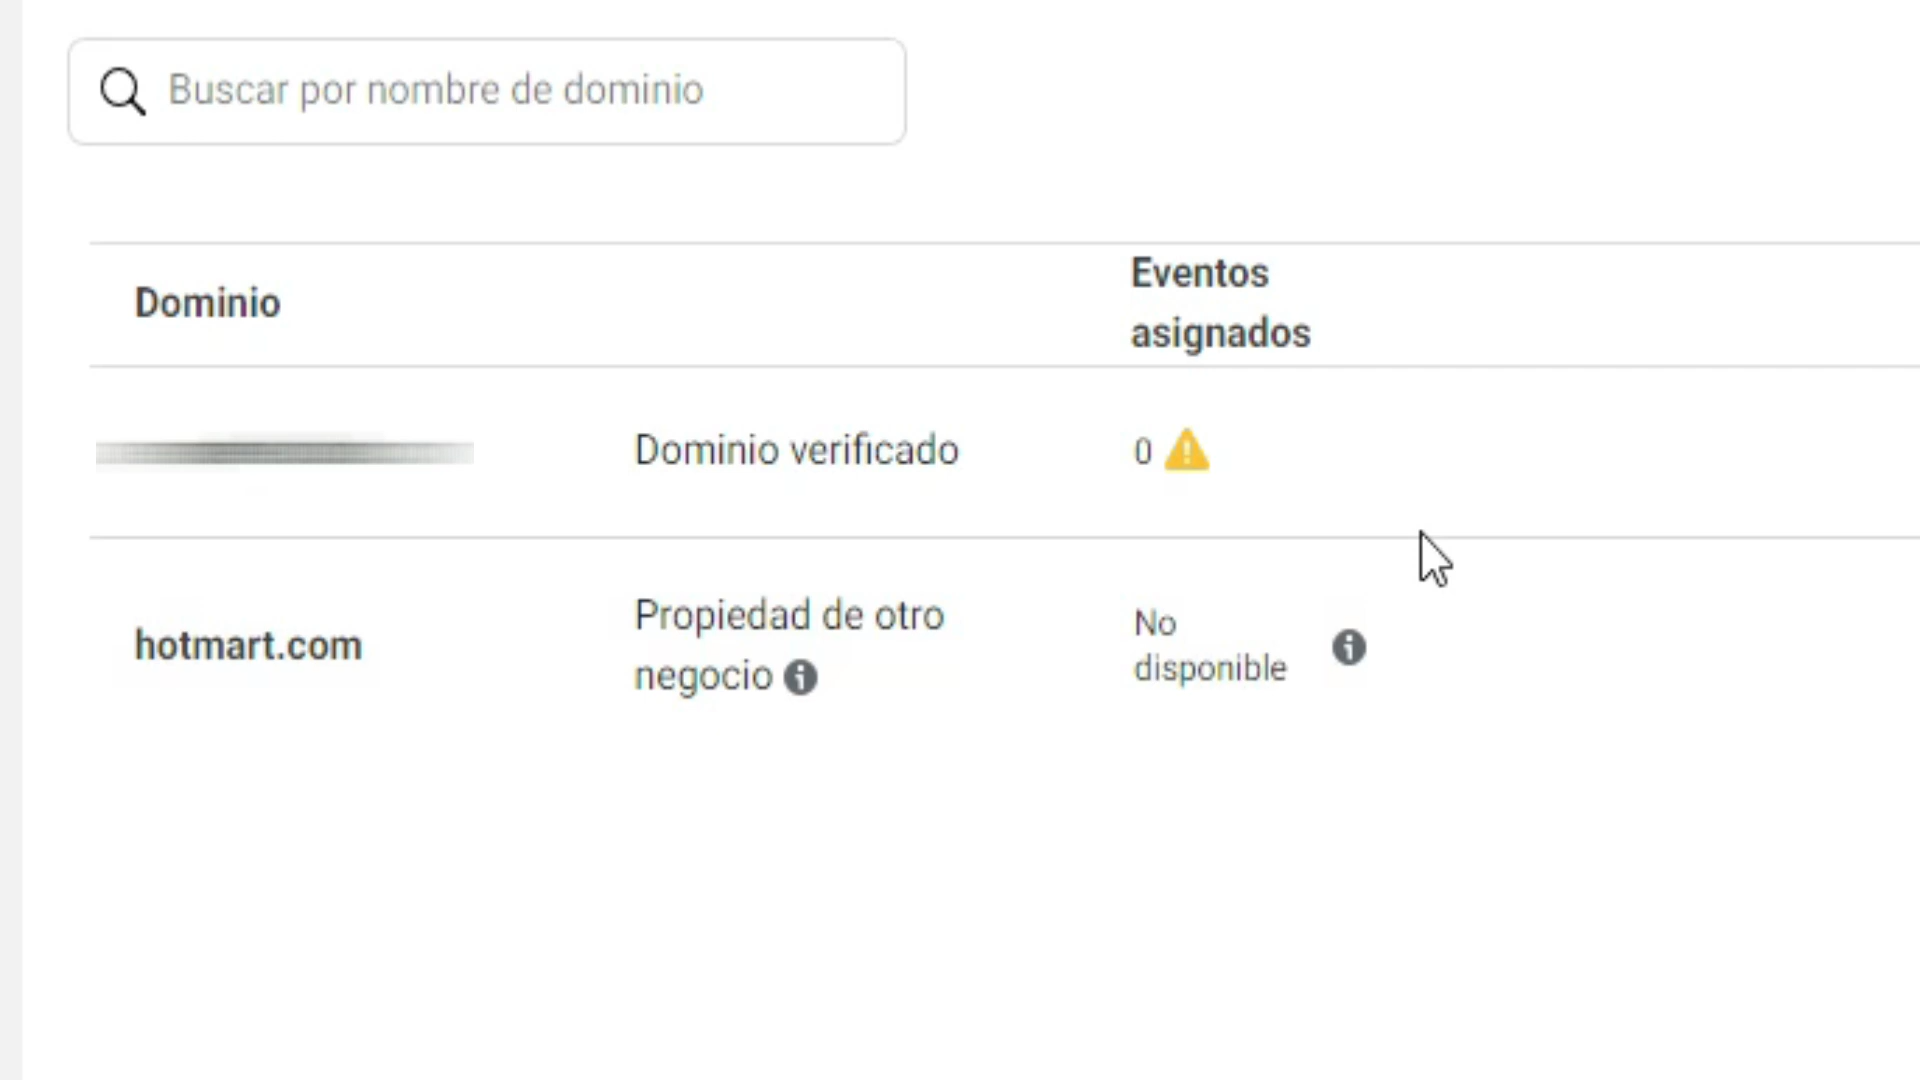 Buscar por nombre de dominio
Dominio
Eventos
asignados
Dominio verificado
0
hotmart.com
Propiedad de otro
negocio
No
disponible